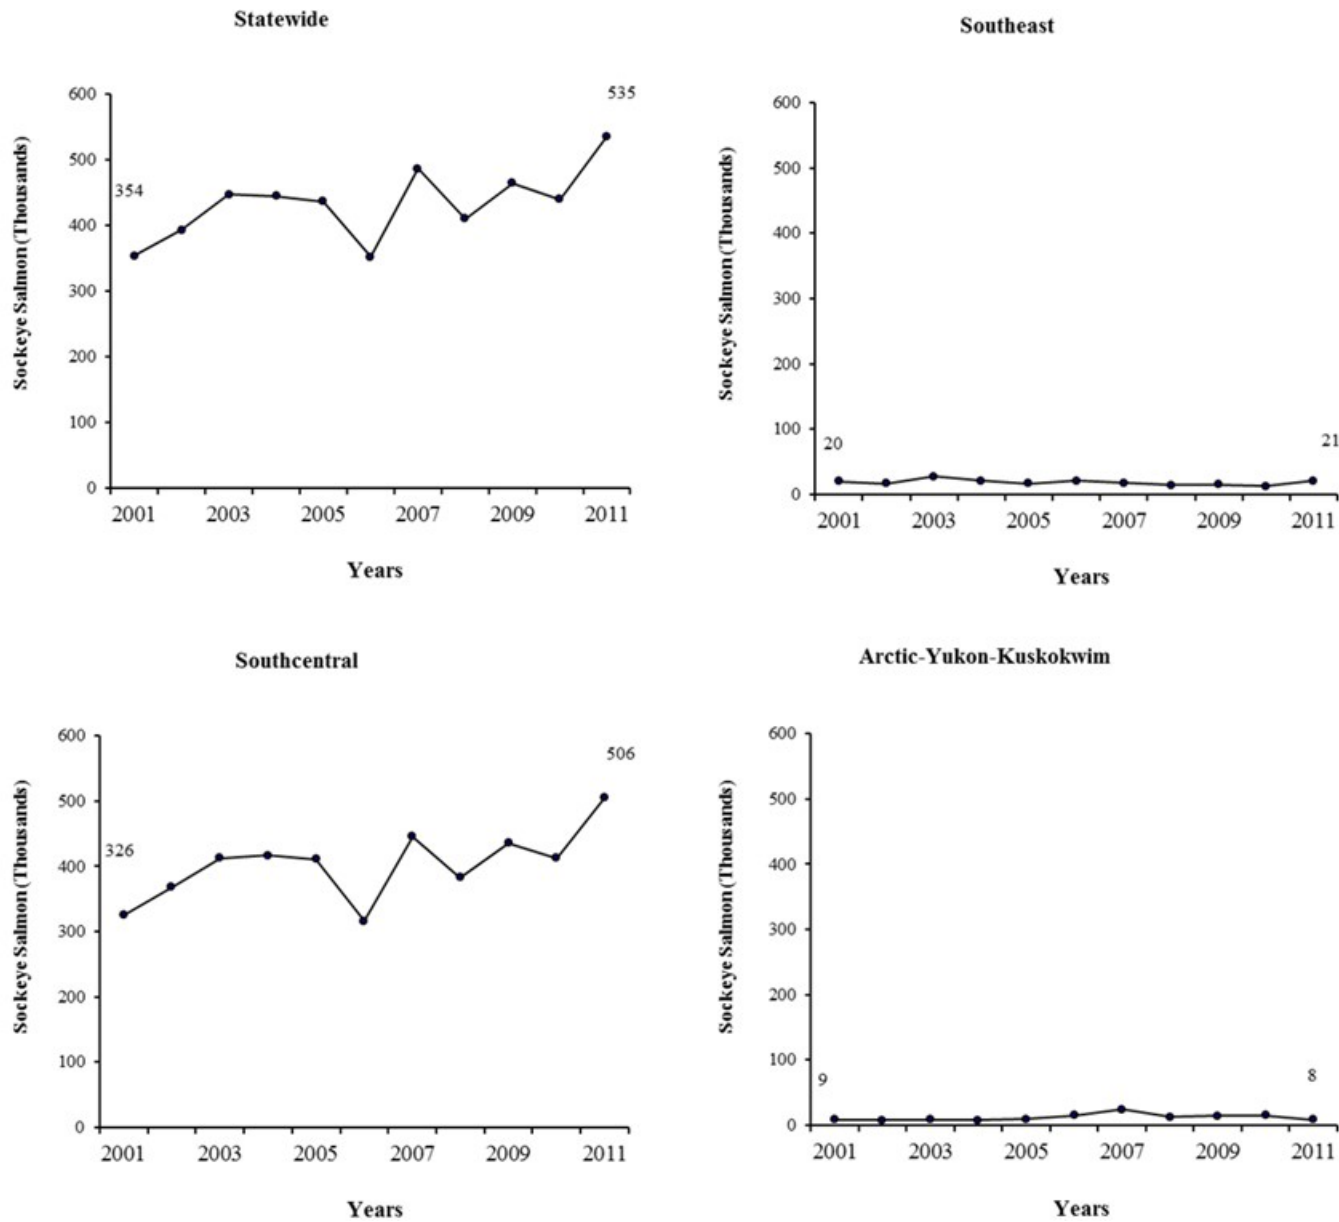 Statewide
600
535
500
354
400
300
200
100
0
Sockeye Salmon (Thousands)
2001 2003 2005 2007 2009 2011
Years
Southeast
600
500
400
300
200
100
20
21
0
Sockeye Salmon (Thousands)
2001 2003 2005 2007 2009 2011
Years
Southcentral
600
506
500
326
400
300
200
100
0
Sockeye Salmon (Thousands)
2001 2003 2005 2007 2009 2011
Years
Arctic-Yukon-Kuskokwim
600
500
400
300
200
100
9
8
0
Sockeye Salmon (Thousands)
2001 2003 2005 2007 2009 2011
Years